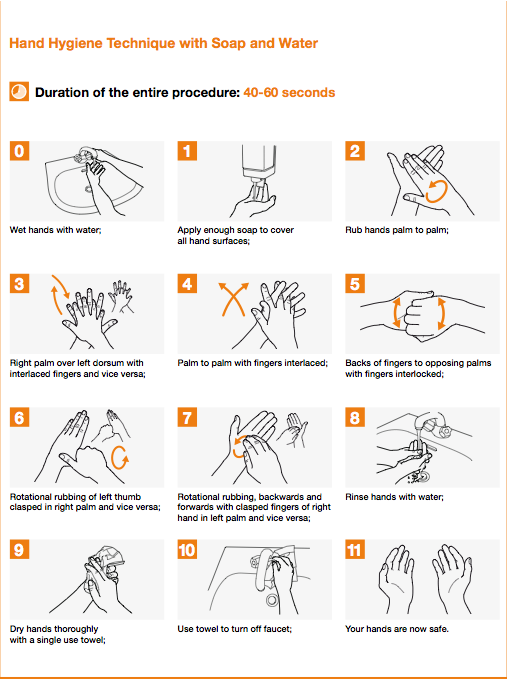 Hand Hygiene Technique with Soap and Water
Duration of the entire procedure: 40-60 seconds
0
Wet hands with water;
1
Apply enough soap to cover
all hand surfaces;
2
Rub hands palm to palm;
3
Right palm over left dorsum with
interlaced fingers and vice versa;
4
Palm to palm with fingers interlaced;
5
Backs of fingers to opposing palms
with fingers interlocked;
6
Rotational rubbing of left thumb
clasped in right palm and vice versa;
7
Rotational rubbing, backwards and
forwards with clasped fingers of right
hand in left palm and vice versa;
8
Rinse hands with water;
9
Dry hands thoroughly
with a single use towel;
10
Use towel to turn off faucet;
11
Your hands are now safe.